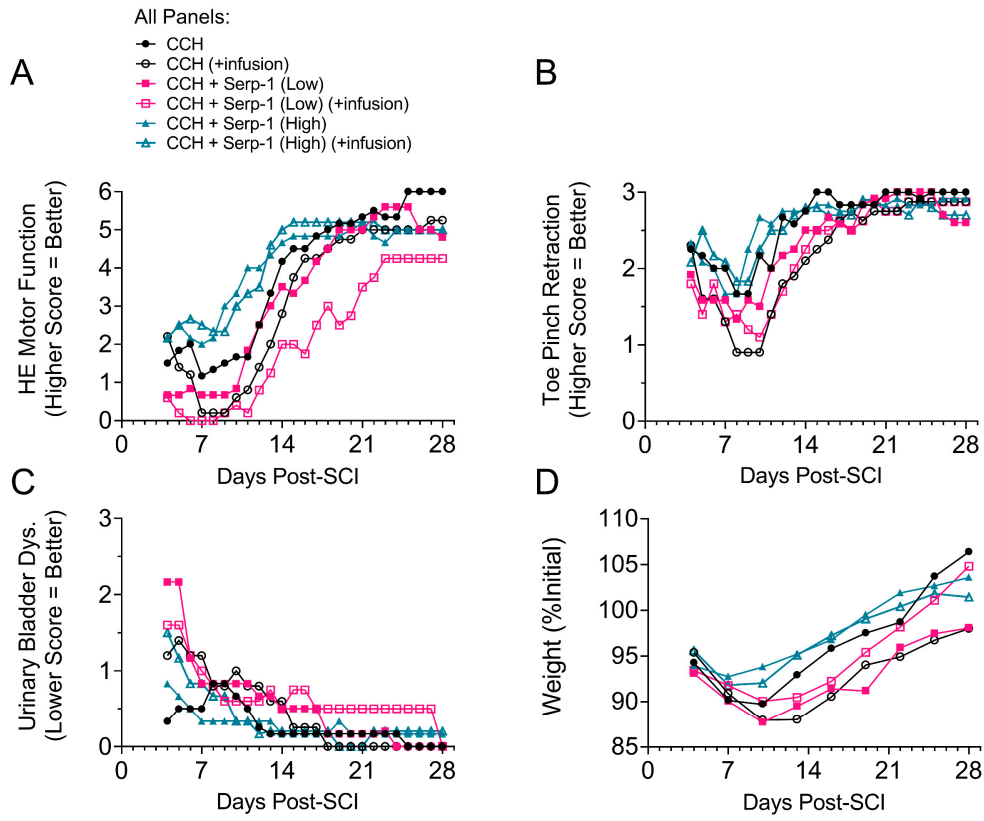 All Panels:
CCH
CCH (+infusion)
CCH + Serp-1 (Low)
CCH + Serp-1 (Low) (+infusion)
CCH + Serp-1 (High)
CCH + Serp-1 (High) (+infusion)
A
HE Motor Function
(Higher Score = Better)
6
5
4
3
2
1
0
0 7 14 21 28
Days Post-SCI
B
Toe Pinch Retraction
(Higher Score = Better)
3
2
1
0
0 7 14 21 28
Days Post-SCI
C
Urinary Bladder Dys.
(Lower Score = Better)
3
2
1
0
0 7 14 21 28
Days Post-SCI
D
Weight (%Initial)
110
105
100
95
90
85
0 7 14 21 28
Days Post-SCI